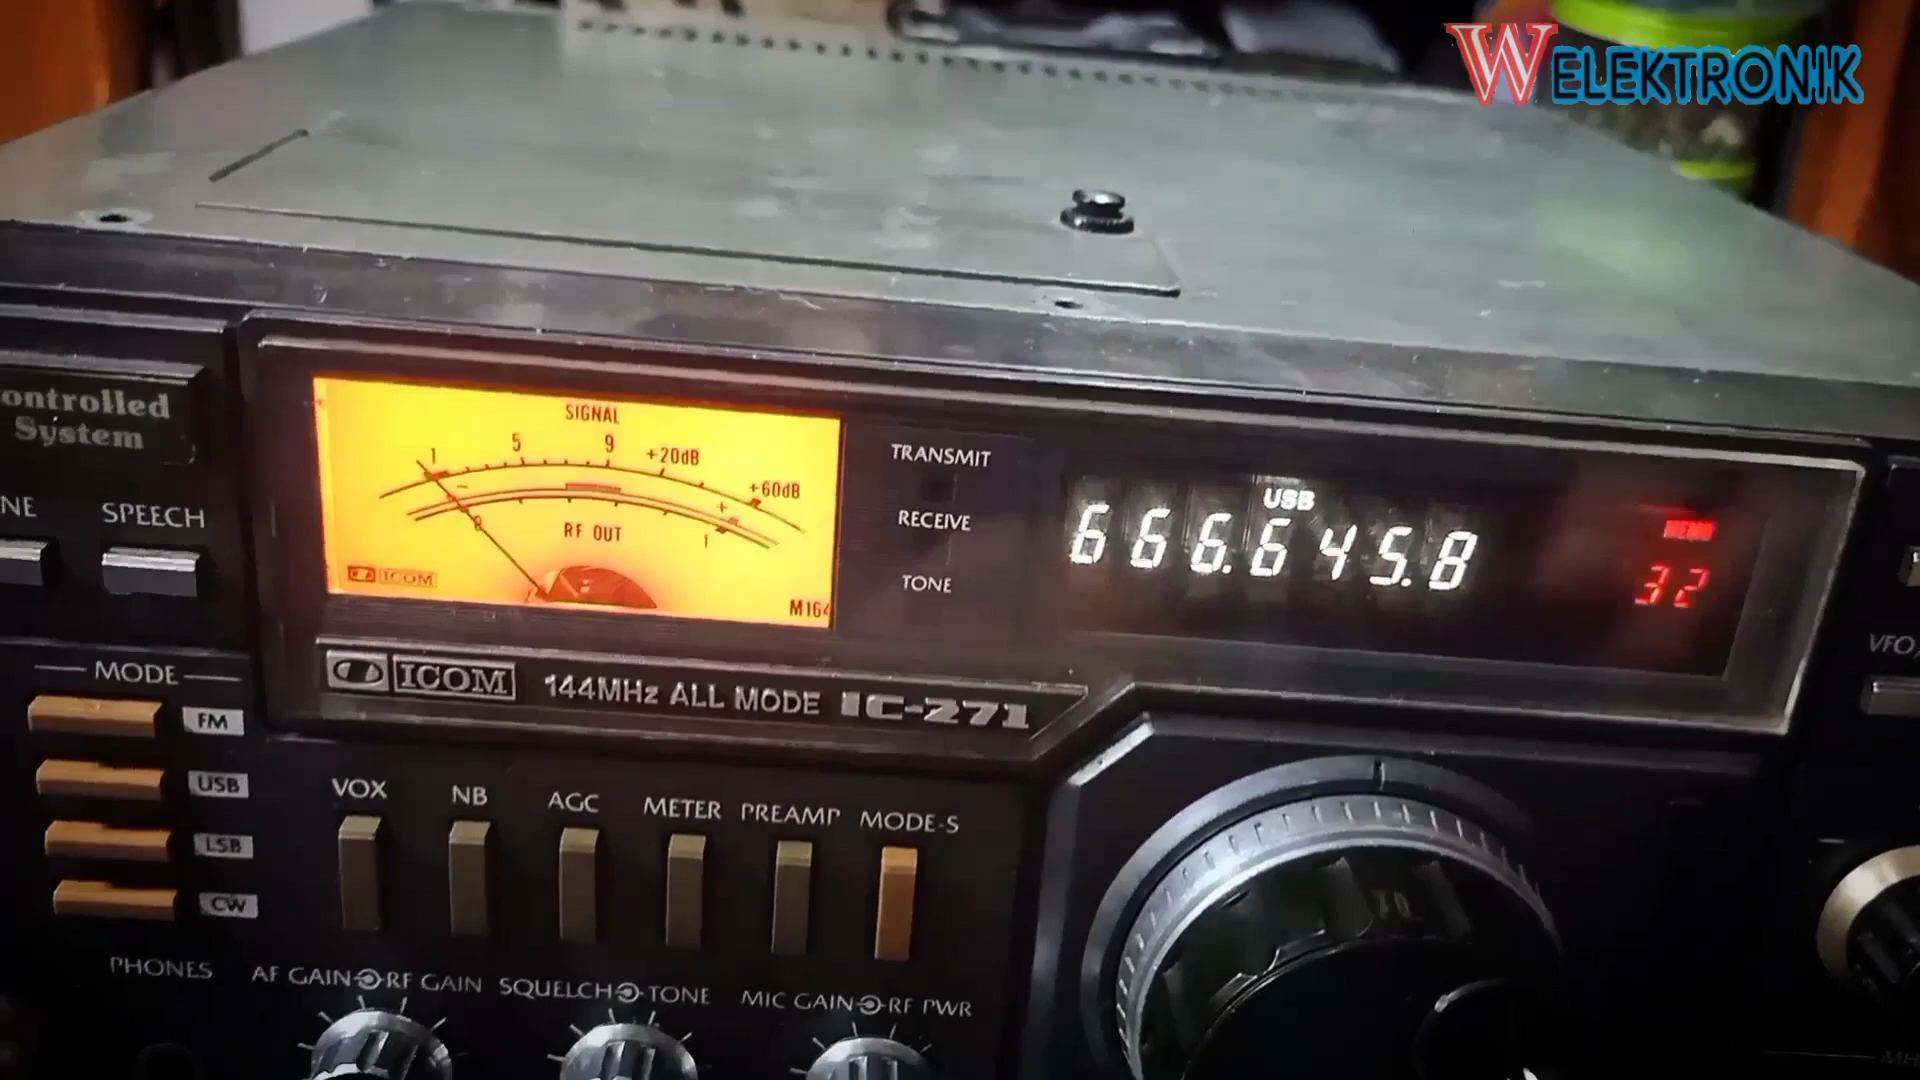 WELEKTRONIK
ontrolled
System
NE
SPEECH
SIGNAL
1 5 9 +20dB +60dB
RF OUT
ICOM
M164
TRANSMIT
RECEIVE
TONE
USB
666.645.8
32
VFO/
ICOM 144MHz ALL MODE IC-271
MODE
FM
USB
LSB
CW
VOX NB AGC METER PREAMP MODE-S
PHONES AF GAIN RF GAIN SQUELCH TONE MIC GAIN RF PWR
70